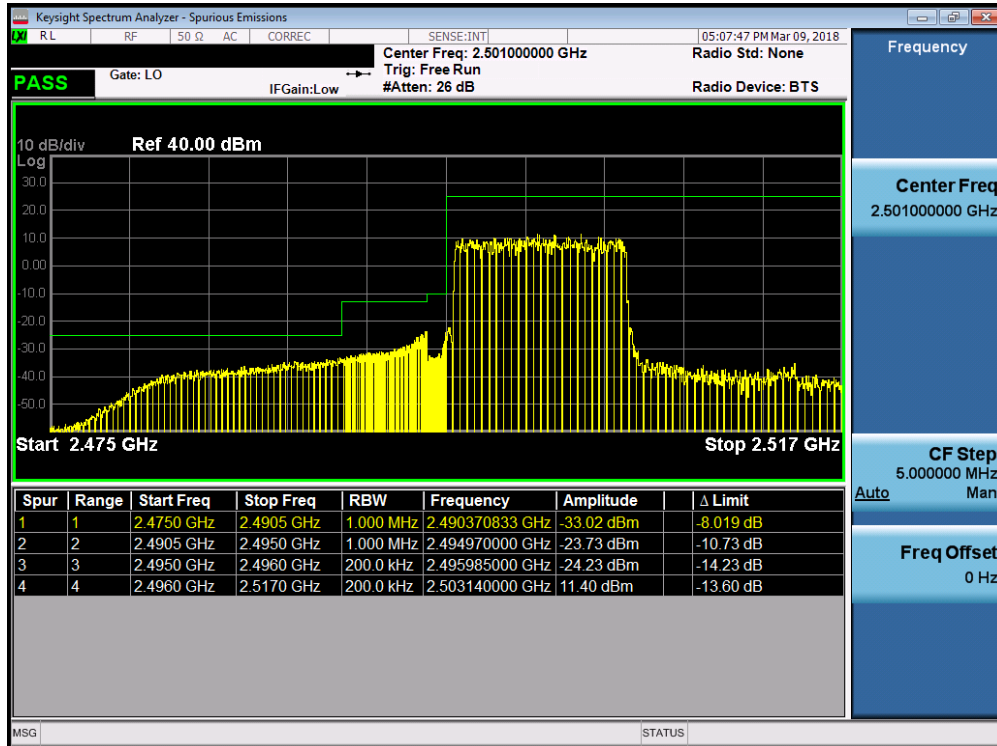 Keysight Spectrum Analyzer - Spurious Emissions
LXI RL RF 50 Ω AC CORREC SENSE:INT 05:07:47 PM Mar 09, 2018
Center Freq: 2.501000000 GHz Radio Std: None
PASS Gate: LO Trig: Free Run
IFGain:Low #Atten: 26 dB Radio Device: BTS
Frequency
10 dB/div Ref 40.00 dBm
Log
30.0
20.0
10.0
0.00
-10.0
-20.0
-30.0
-40.0
-50.0
Start 2.475 GHz Stop 2.517 GHz
Spur Range Start Freq Stop Freq RBW Frequency Amplitude Δ Limit
1 1 2.4750 GHz 2.4905 GHz 1.000 MHz 2.490370833 GHz -33.02 dBm -8.019 dB
2 2 2.4905 GHz 2.4950 GHz 1.000 MHz 2.494970000 GHz -23.73 dBm -10.73 dB
3 3 2.4950 GHz 2.4960 GHz 200.0 kHz 2.495985000 GHz -24.23 dBm -14.23 dB
4 4 2.4960 GHz 2.5170 GHz 200.0 kHz 2.503140000 GHz 11.40 dBm -13.60 dB
Center Freq
2.501000000 GHz
CF Step
5.000000 MHz
Auto Man
Freq Offset
0 Hz
MSG STATUS